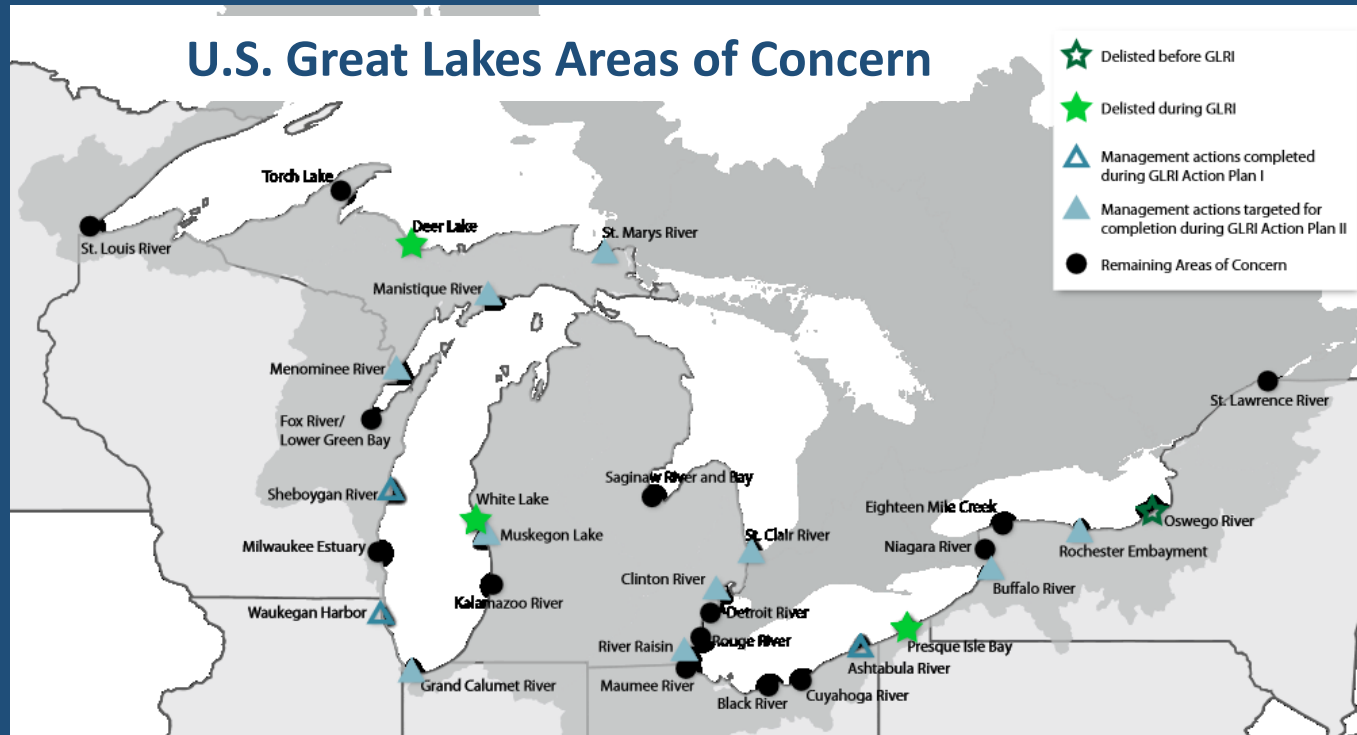 U.S. Great Lakes Areas of Concern
Delisted before GLRI
Delisted during GLRI
Management actions completed
during GLRI Action Plan I
Management actions targeted for
completion during GLRI Action Plan II
Remaining Areas of Concern
Torch Lake
St. Louis River
Deer Lake
St. Marys River
Manistique River
Menominee River
Fox River/
Lower Green Bay
St. Lawrence River
Saginaw River and Bay
Sheboygan River
White Lake
Muskegon Lake
Eighteen Mile Creek
Oswego River
St. Clair River
Milwaukee Estuary
Niagara River
Rochester Embayment
Clinton River
Buffalo River
Kalamazoo River
Waukegan Harbor
Detroit River
Rouge River
River Raisin
Presque Isle Bay
Ashtabula River
Grand Calumet River
Maumee River
Cuyahoga River
Black River